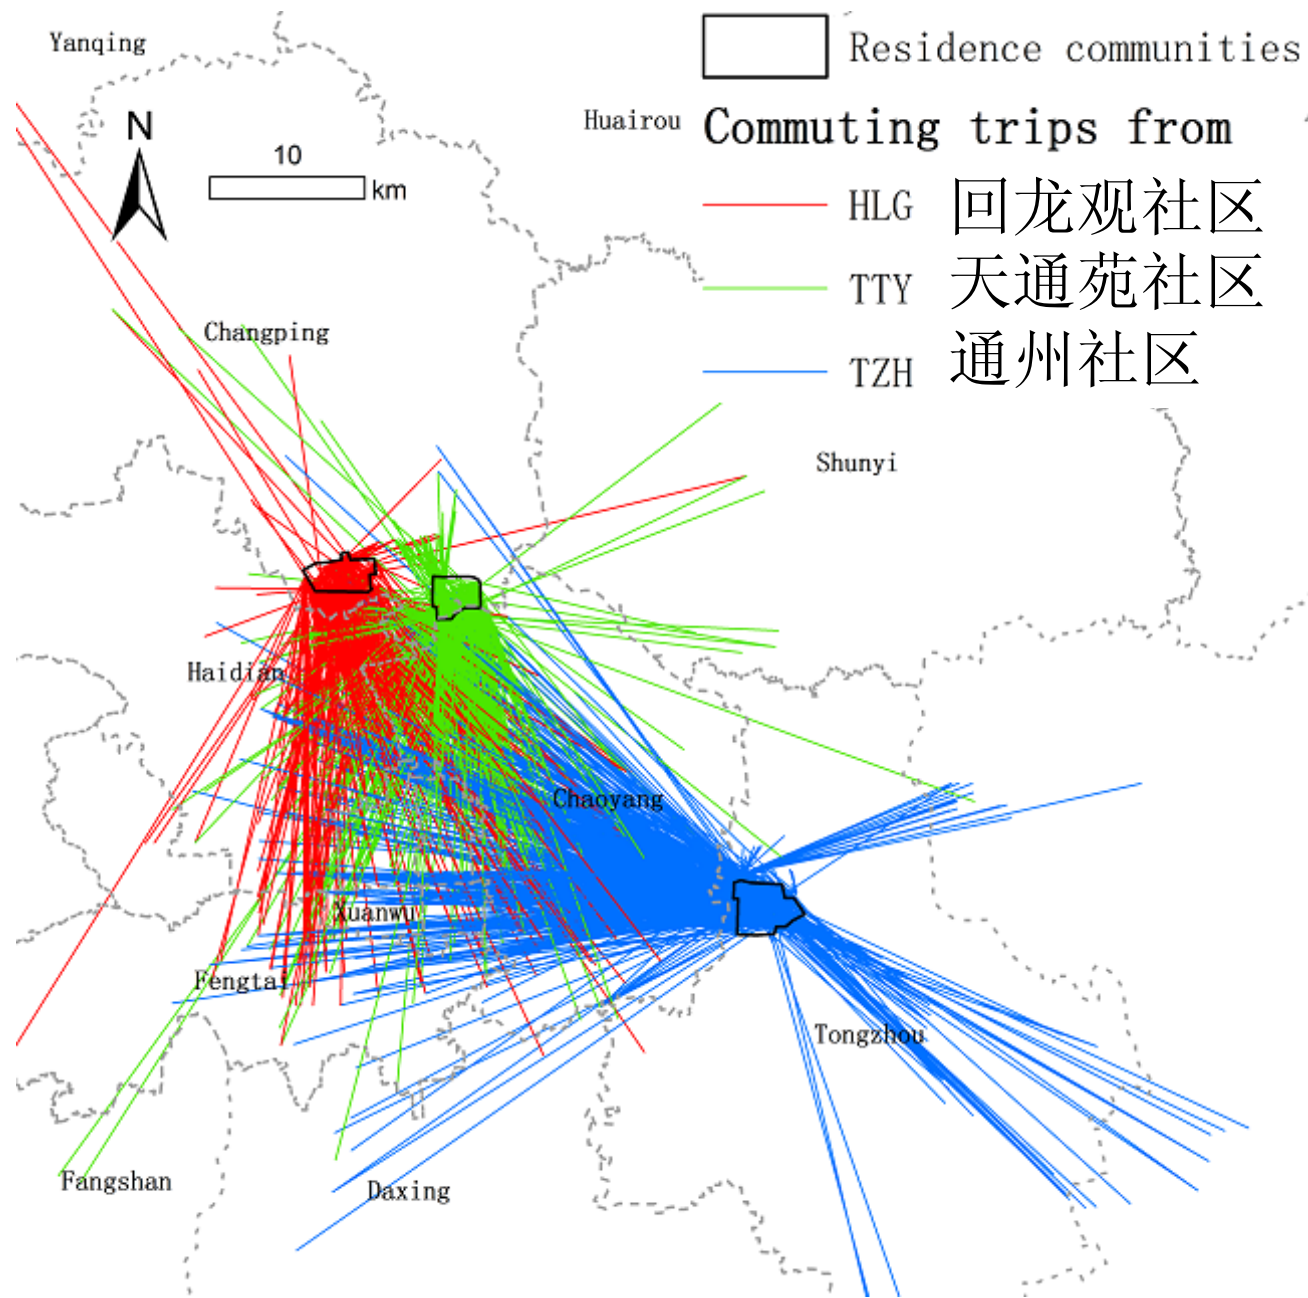 Yanqing
Residence communities
Huairou
Commuting trips from
N
10
km
HLG 回龙观社区
TTY 天通苑社区
TZH 通州社区
Changping
Shunyi
Haidian
Chaoyang
Xuanwu
Fengtai
Tongzhou
Fangshan
Daxing